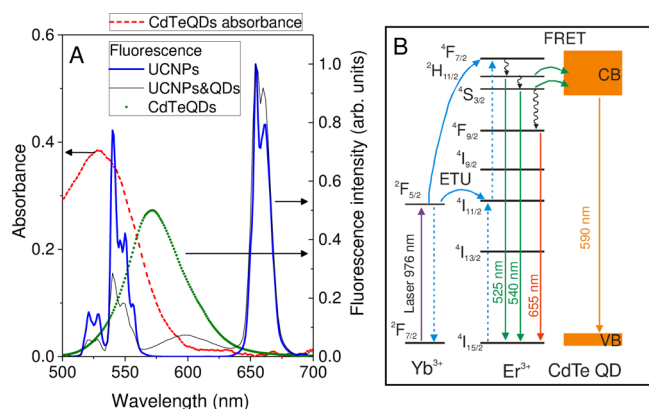 CdTeQDs absorbance
A
Fluorescence
UCNPs
UCNPs&QDs
CdTeQDs
0.6
0.4
0.2
0.0
Absorbance
1.0
0.8
0.6
0.4
0.2
0.0
Fluorescence intensity (arb. units)
500 550 600 650 700
Wavelength (nm)
B
FRET
⁴F₇/₂
²H₁₁/₂
⁴S₃/₂
CB
⁴F₉/₂
⁴I₉/₂
ETU
²F₅/₂
⁴I₁₁/₂
⁴I₁₃/₂
Laser 976 nm
525 nm
540 nm
655 nm
590 nm
²F₇/₂
⁴I₁₅/₂
VB
Yb³⁺ Er³⁺ CdTe QD